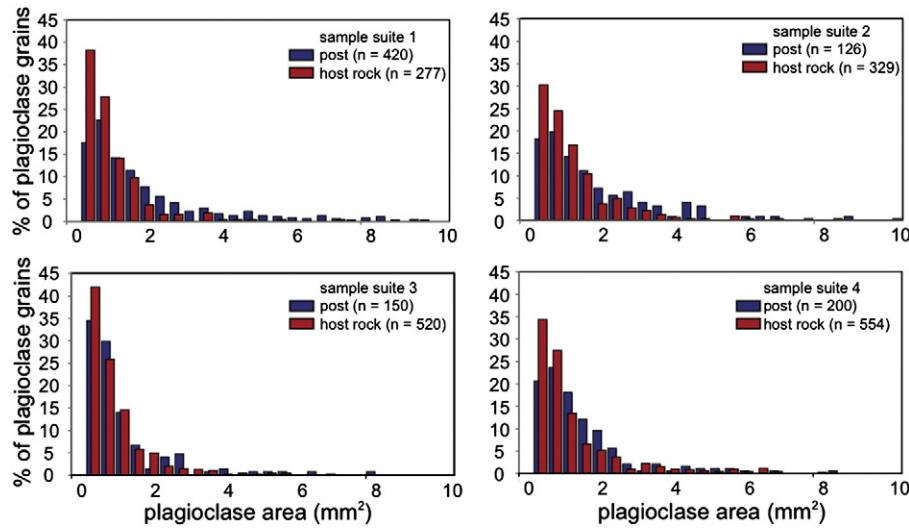 sample suite 1
post (n = 420)
host rock (n = 277)
% of plagioclase grains
45
40
35
30
25
20
15
10
5
0
0 2 4 6 8 10
sample suite 2
post (n = 126)
host rock (n = 329)
45
40
35
30
25
20
15
10
5
0
0 2 4 6 8 10
sample suite 3
post (n = 150)
host rock (n = 520)
% of plagioclase grains
45
40
35
30
25
20
15
10
5
0
0 2 4 6 8 10
plagioclase area (mm²)
sample suite 4
post (n = 200)
host rock (n = 554)
45
40
35
30
25
20
15
10
5
0
0 2 4 6 8 10
plagioclase area (mm²)